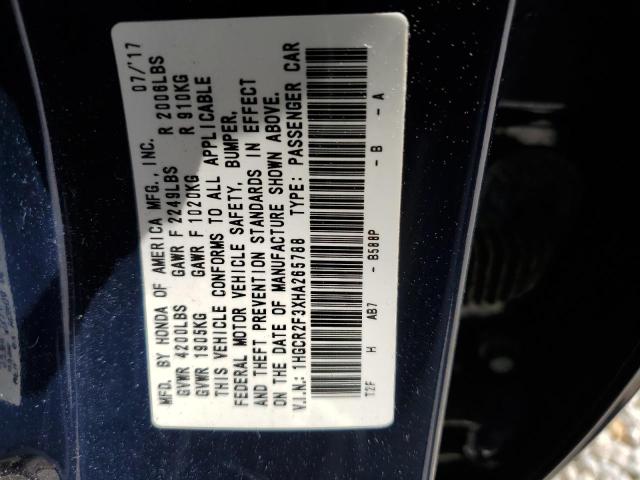 MFD. BY HONDA OF AMERICA MFG., INC. 07/'17
GVWR 4200LBS GAWR F 2249LBS R 2006LBS
GVWR 1905KG GAWR F 1020KG R 910KG
THIS VEHICLE CONFORMS TO ALL APPLICABLE
FEDERAL MOTOR VEHICLE SAFETY, BUMPER,
AND THEFT PREVENTION STANDARDS IN EFFECT
ON THE DATE OF MANUFACTURE SHOWN ABOVE.
V.I.N.: 1HGCR2F3XHA265788 TYPE: PASSENGER CAR
T2F H AB7 - B588P - B - A